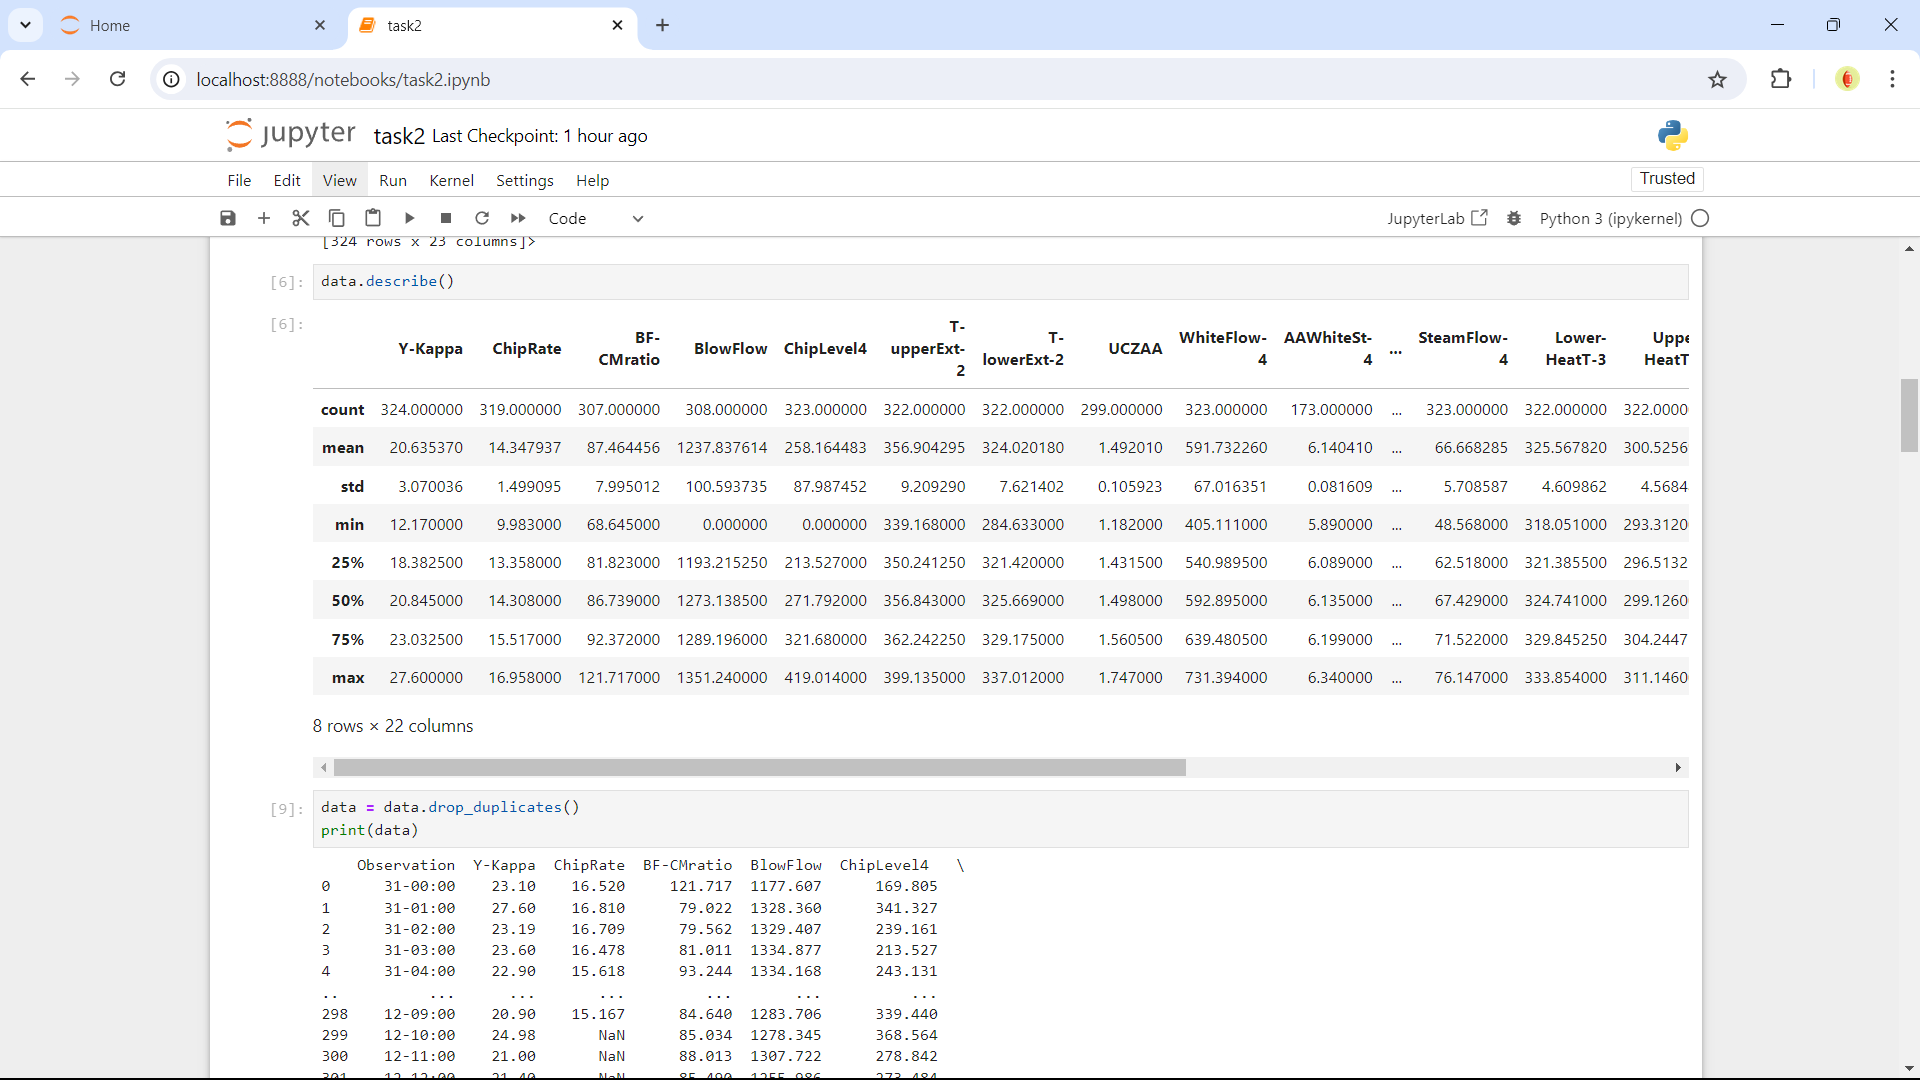 Home
task2
localhost:8888/notebooks/task2.ipynb
jupyter task2 Last Checkpoint: 1 hour ago
File Edit View Run Kernel Settings Help Trusted
Code JupyterLab Python 3 (ipykernel)
[324 rows x 23 columns]>
[6]: data.describe()
[6]:
Y-Kappa ChipRate BF-CMratio BlowFlow ChipLevel4 T-upperExt-2 T-lowerExt-2 UCZAA WhiteFlow-4 AAWhiteSt-4 ... SteamFlow-4 Lower-HeatT-3 Uppe HeatT
count 324.000000 319.000000 307.000000 308.000000 323.000000 322.000000 322.000000 299.000000 323.000000 173.000000 ... 323.000000 322.000000 322.0000
mean 20.635370 14.347937 87.464456 1237.837614 258.164483 356.904295 324.020180 1.492010 591.732260 6.140410 ... 66.668285 325.567820 300.5256
std 3.070036 1.499095 7.995012 100.593735 87.987452 9.209290 7.621402 0.105923 67.016351 0.081609 ... 5.708587 4.609862 4.5684
min 12.170000 9.983000 68.645000 0.000000 0.000000 339.168000 284.633000 1.182000 405.111000 5.890000 ... 48.568000 318.051000 293.3120
25% 18.382500 13.358000 81.823000 1193.215250 213.527000 350.241250 321.420000 1.431500 540.989500 6.089000 ... 62.518000 321.385500 296.5132
50% 20.845000 14.308000 86.739000 1273.138500 271.792000 356.843000 325.669000 1.498000 592.895000 6.135000 ... 67.429000 324.741000 299.1260
75% 23.032500 15.517000 92.372000 1289.196000 321.680000 362.242250 329.175000 1.560500 639.480500 6.199000 ... 71.522000 329.845250 304.2447
max 27.600000 16.958000 121.717000 1351.240000 419.014000 399.135000 337.012000 1.747000 731.394000 6.340000 ... 76.147000 333.854000 311.1460
8 rows × 22 columns
[9]: data = data.drop_duplicates()
print(data)
Observation Y-Kappa ChipRate BF-CMratio BlowFlow ChipLevel4 \
0 31-00:00 23.10 16.520 121.717 1177.607 169.805
1 31-01:00 27.60 16.810 79.022 1328.360 341.327
2 31-02:00 23.19 16.709 79.562 1329.407 239.161
3 31-03:00 23.60 16.478 81.011 1334.877 213.527
4 31-04:00 22.90 15.618 93.244 1334.168 243.131
.. ... ... ... ... ... ...
298 12-09:00 20.90 15.167 84.640 1283.706 339.440
299 12-10:00 24.98 NaN 85.034 1278.345 368.564
300 12-11:00 21.00 NaN 88.013 1307.722 278.842
301 12-12:00 21.40 NaN 85.490 1255.986 273.484